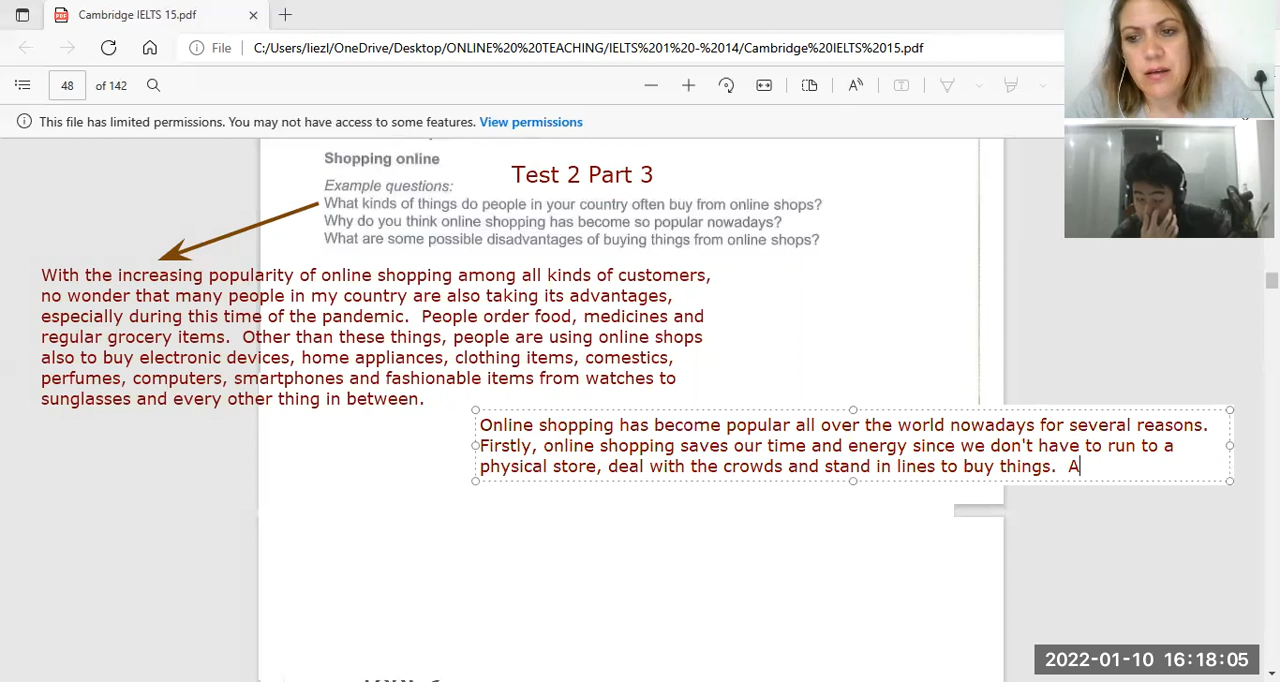 Cambridge IELTS 15.pdf
File
C:/Users/liezl/OneDrive/Desktop/ONLINE%20%20TEACHING/IELTS%201%20-%2014/Cambridge%20IELTS%2015.pdf
48 of 142
This file has limited permissions. You may not have access to some features. View permissions
Shopping online
Test 2 Part 3
Example questions:
What kinds of things do people in your country often buy from online shops?
Why do you think online shopping has become so popular nowadays?
What are some possible disadvantages of buying things from online shops?
With the increasing popularity of online shopping among all kinds of customers,
no wonder that many people in my country are also taking its advantages,
especially during this time of the pandemic. People order food, medicines and
regular grocery items. Other than these things, people are using online shops
also to buy electronic devices, home appliances, clothing items, comestics,
perfumes, computers, smartphones and fashionable items from watches to
sunglasses and every other thing in between.
Online shopping has become popular all over the world nowadays for several reasons.
Firstly, online shopping saves our time and energy since we don't have to run to a
physical store, deal with the crowds and stand in lines to buy things. A
2022-01-10 16:18:05